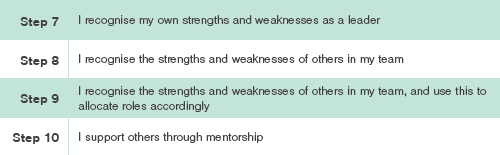 Step 7 I recognise my own strengths and weaknesses as a leader
Step 8 I recognise the strengths and weaknesses of others in my team
Step 9 I recognise the strengths and weaknesses of others in my team, and use this to
allocate roles accordingly
Step 10 I support others through mentorship